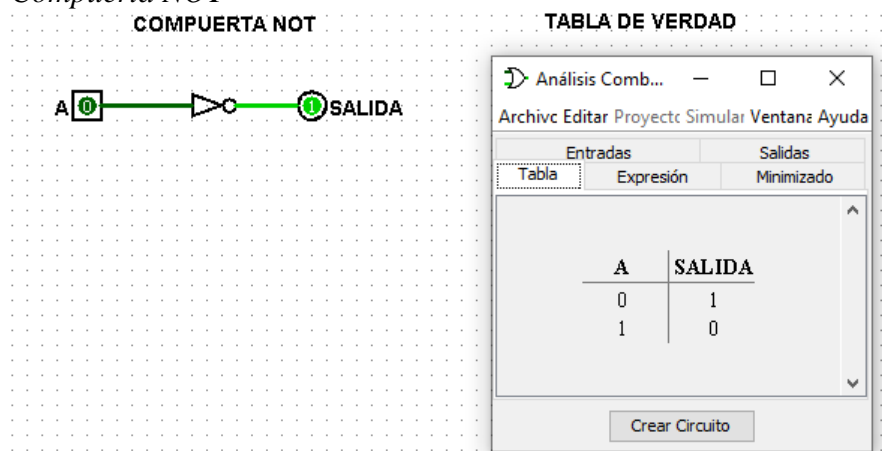 Compuerta NOT
COMPUERTA NOT
TABLA DE VERDAD
A 0 1 SALIDA
Análisis Comb...
Archivo Editar Proyecto Simular Ventana Ayuda
Entradas Salidas
Tabla Expresión Minimizado
A SALIDA
0 1
1 0
Crear Circuito